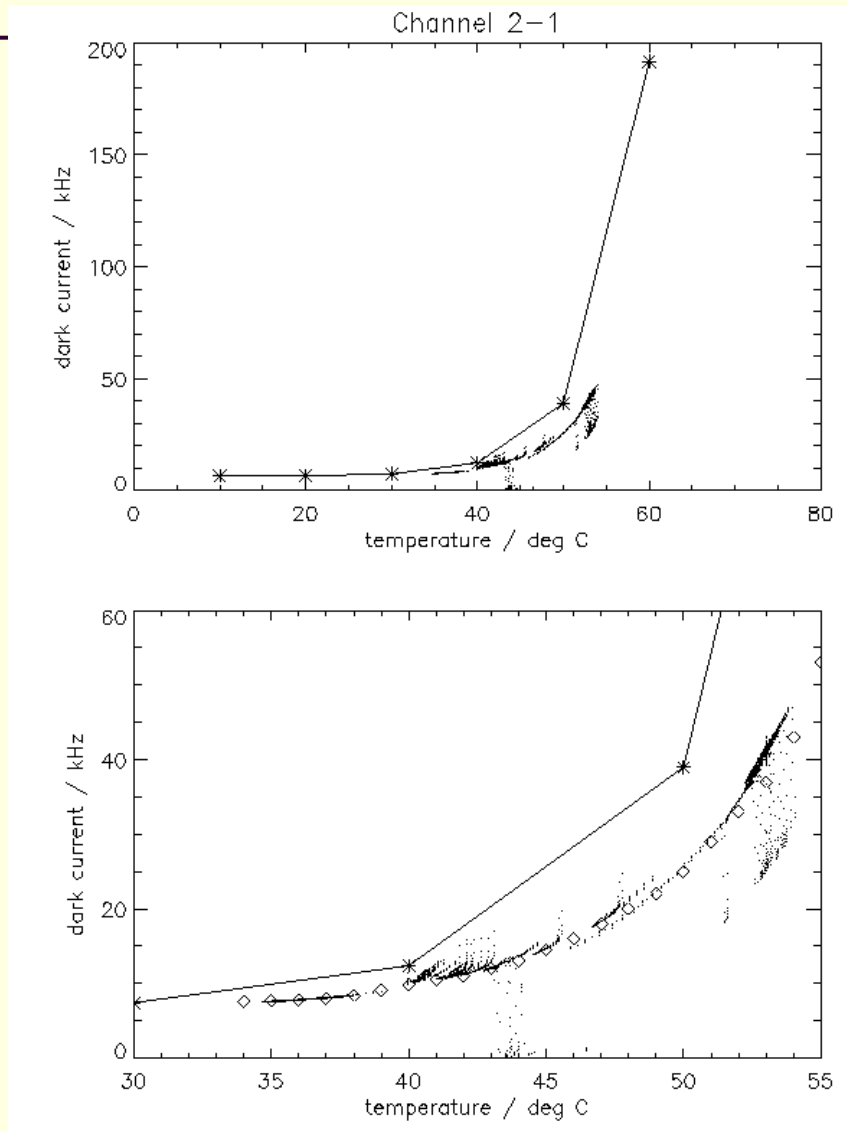 Channel 2-1
200
150
100
50
0
dark current / kHz
0 20 40 60 80
temperature / deg C
60
40
20
0
dark current / kHz
30 35 40 45 50 55
temperature / deg C